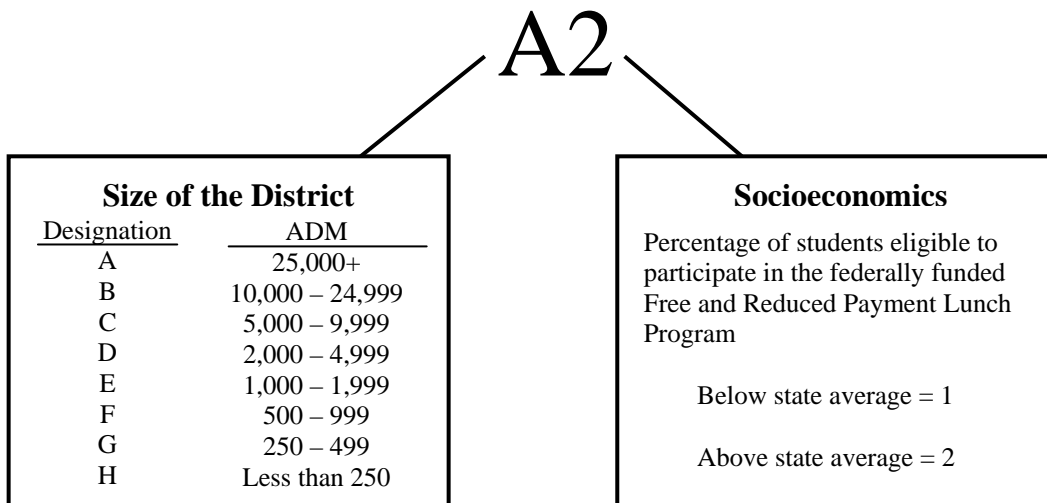 A2
Size of the District
Designation ADM
A 25,000+
B 10,000 – 24,999
C 5,000 – 9,999
D 2,000 – 4,999
E 1,000 – 1,999
F 500 – 999
G 250 – 499
H Less than 250
Socioeconomics
Percentage of students eligible to
participate in the federally funded
Free and Reduced Payment Lunch
Program
Below state average = 1
Above state average = 2